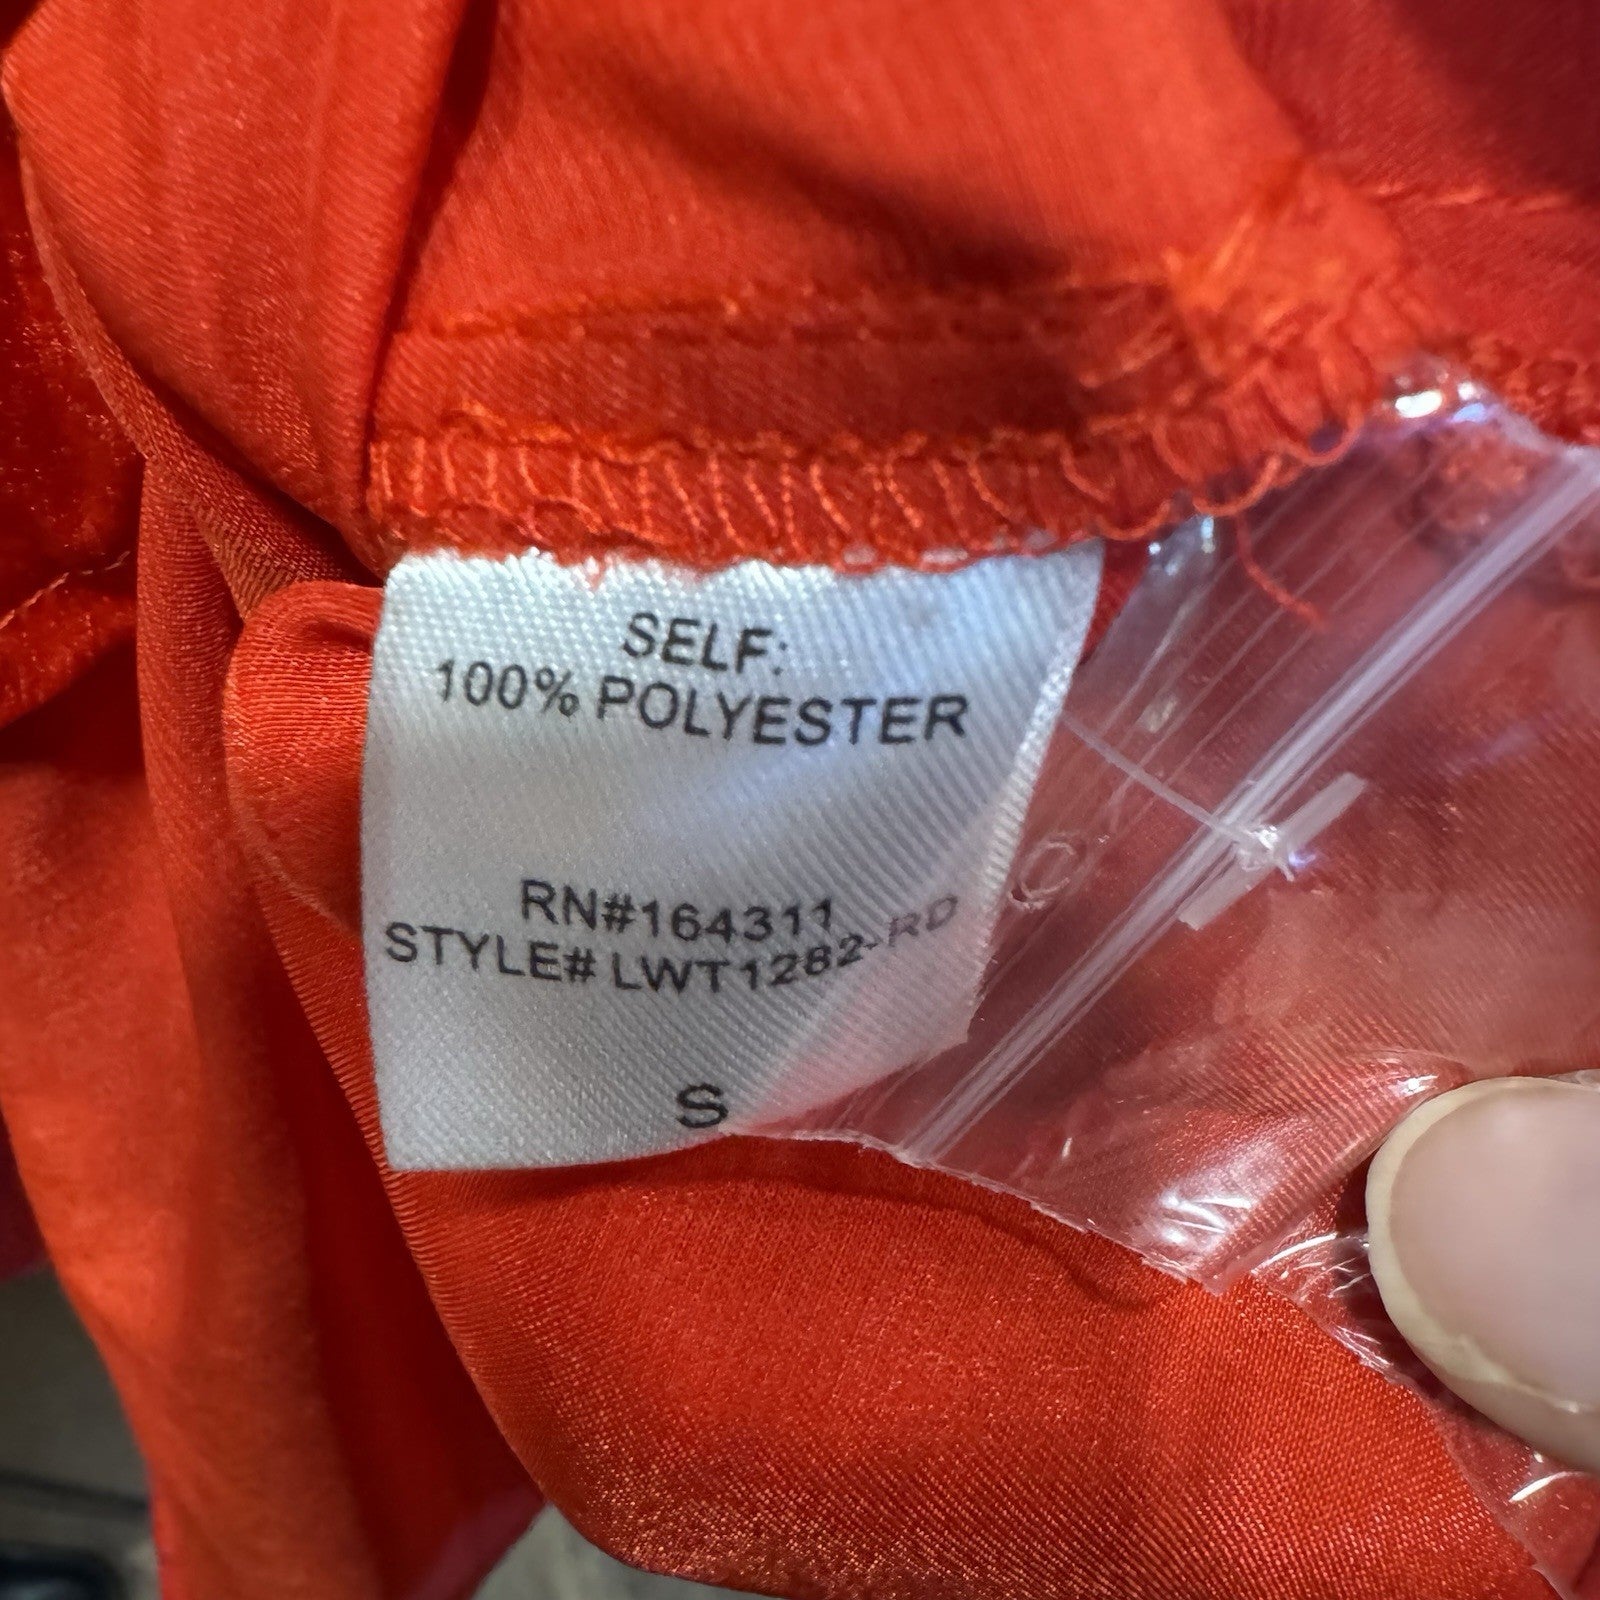 SELF:
100% POLYESTER
RN#164311
STYLE# LWT1282-RD
S